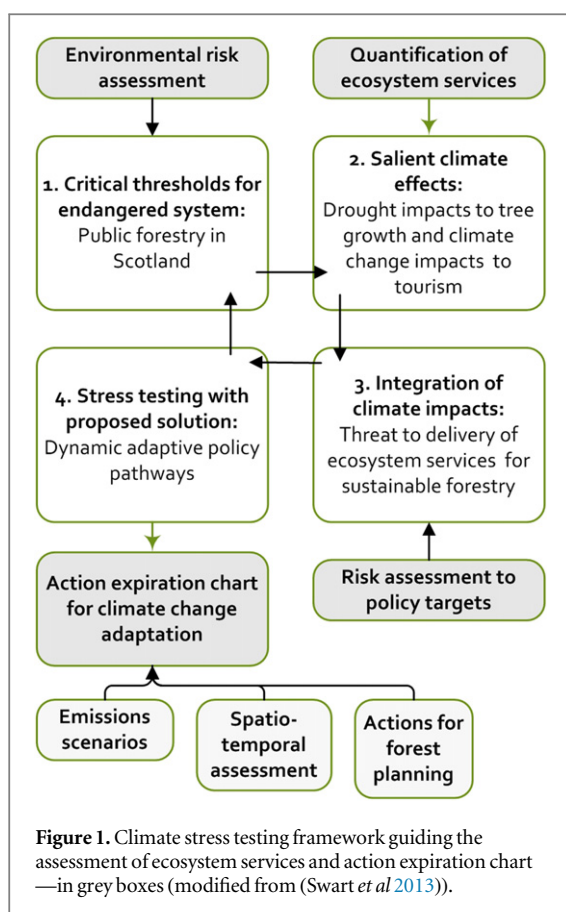 Environmental risk
assessment
Quantification of
ecosystem services
1. Critical thresholds for
endangered system:
Public forestry in
Scotland
2. Salient climate
effects:
Drought impacts to tree
growth and climate
change impacts to
tourism
4. Stress testing with
proposed solution:
Dynamic adaptive policy
pathways
3. Integration of
climate impacts:
Threat to delivery of
ecosystem services for
sustainable forestry
Action expiration chart
for climate change
adaptation
Risk assessment to
policy targets
Emissions
scenarios
Spatio-
temporal
assessment
Actions for
forest
planning
Figure 1. Climate stress testing framework guiding the
assessment of ecosystem services and action expiration chart
—in grey boxes (modified from (Swart et al 2013)).